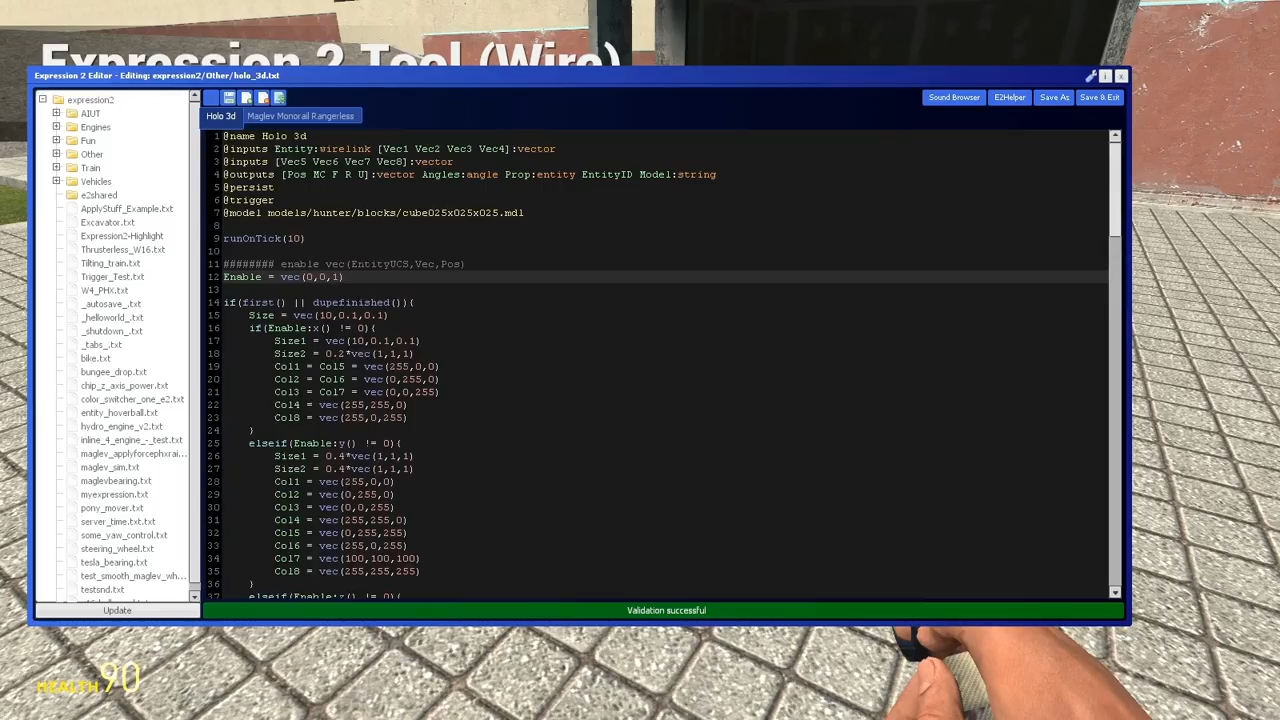 Expression 2 Tool (Wire)
Expression 2 Editor - Editing: expression2/Other/holo_3d.txt
Sound Browser
E2Helper
Save As
Save & Exit
expression2
AIUT
Engines
Fun
Other
Train
Vehicles
e2shared
ApplyStuff_Example.txt
Excavator.txt
Expression2-Highlight
Thrusterless_W16.txt
Tilting_train.txt
Trigger_Test.txt
W4_PHX.txt
_autosave_.txt
_helloworld_.txt
_shutdown_.txt
_tabs_.txt
bike.txt
bungee_drop.txt
chip_z_axis_power.txt
color_switcher_one_e2.txt
entity_hoverball.txt
hydro_engine_v2.txt
inline_4_engine_-_test.txt
maglev_applyforcephxrai...
maglev_sim.txt
maglevbearing.txt
myexpression.txt
pony_mover.txt
server_time.txt.txt
some_yaw_control.txt
steering_wheel.txt
tesla_bearing.txt
test_smooth_maglev_wh...
testsnd.txt
Update
Holo 3d
Maglev Monorail Rangerless
1 @name Holo 3d
2 @inputs Entity:wirelink [Vec1 Vec2 Vec3 Vec4]:vector
3 @inputs [Vec5 Vec6 Vec7 Vec8]:vector
4 @outputs [Pos MC F R U]:vector Angles:angle Prop:entity EntityID Model:string
5 @persist
6 @trigger
7 @model models/hunter/blocks/cube025x025x025.mdl
8
9 runOnTick(10)
10
11 ######## enable vec(EntityUCS,Vec,Pos)
12 Enable = vec(0,0,1)
13
14 if(first() || dupefinished()){
15 Size = vec(10,0.1,0.1)
16 if(Enable:x() != 0){
17 Size1 = vec(10,0.1,0.1)
18 Size2 = 0.2*vec(1,1,1)
19 Col1 = Col5 = vec(255,0,0)
20 Col2 = Col6 = vec(0,255,0)
21 Col3 = Col7 = vec(0,0,255)
22 Col4 = vec(255,255,0)
23 Col8 = vec(255,0,255)
24 }
25 elseif(Enable:y() != 0){
26 Size1 = 0.4*vec(1,1,1)
27 Size2 = 0.4*vec(1,1,1)
28 Col1 = vec(255,0,0)
29 Col2 = vec(0,255,0)
30 Col3 = vec(0,0,255)
31 Col4 = vec(255,255,0)
32 Col5 = vec(0,255,255)
33 Col6 = vec(255,0,255)
34 Col7 = vec(100,100,100)
35 Col8 = vec(255,255,255)
36 }
37 elseif(Enable:z() != 0){
Validation successful
HEALTH 90